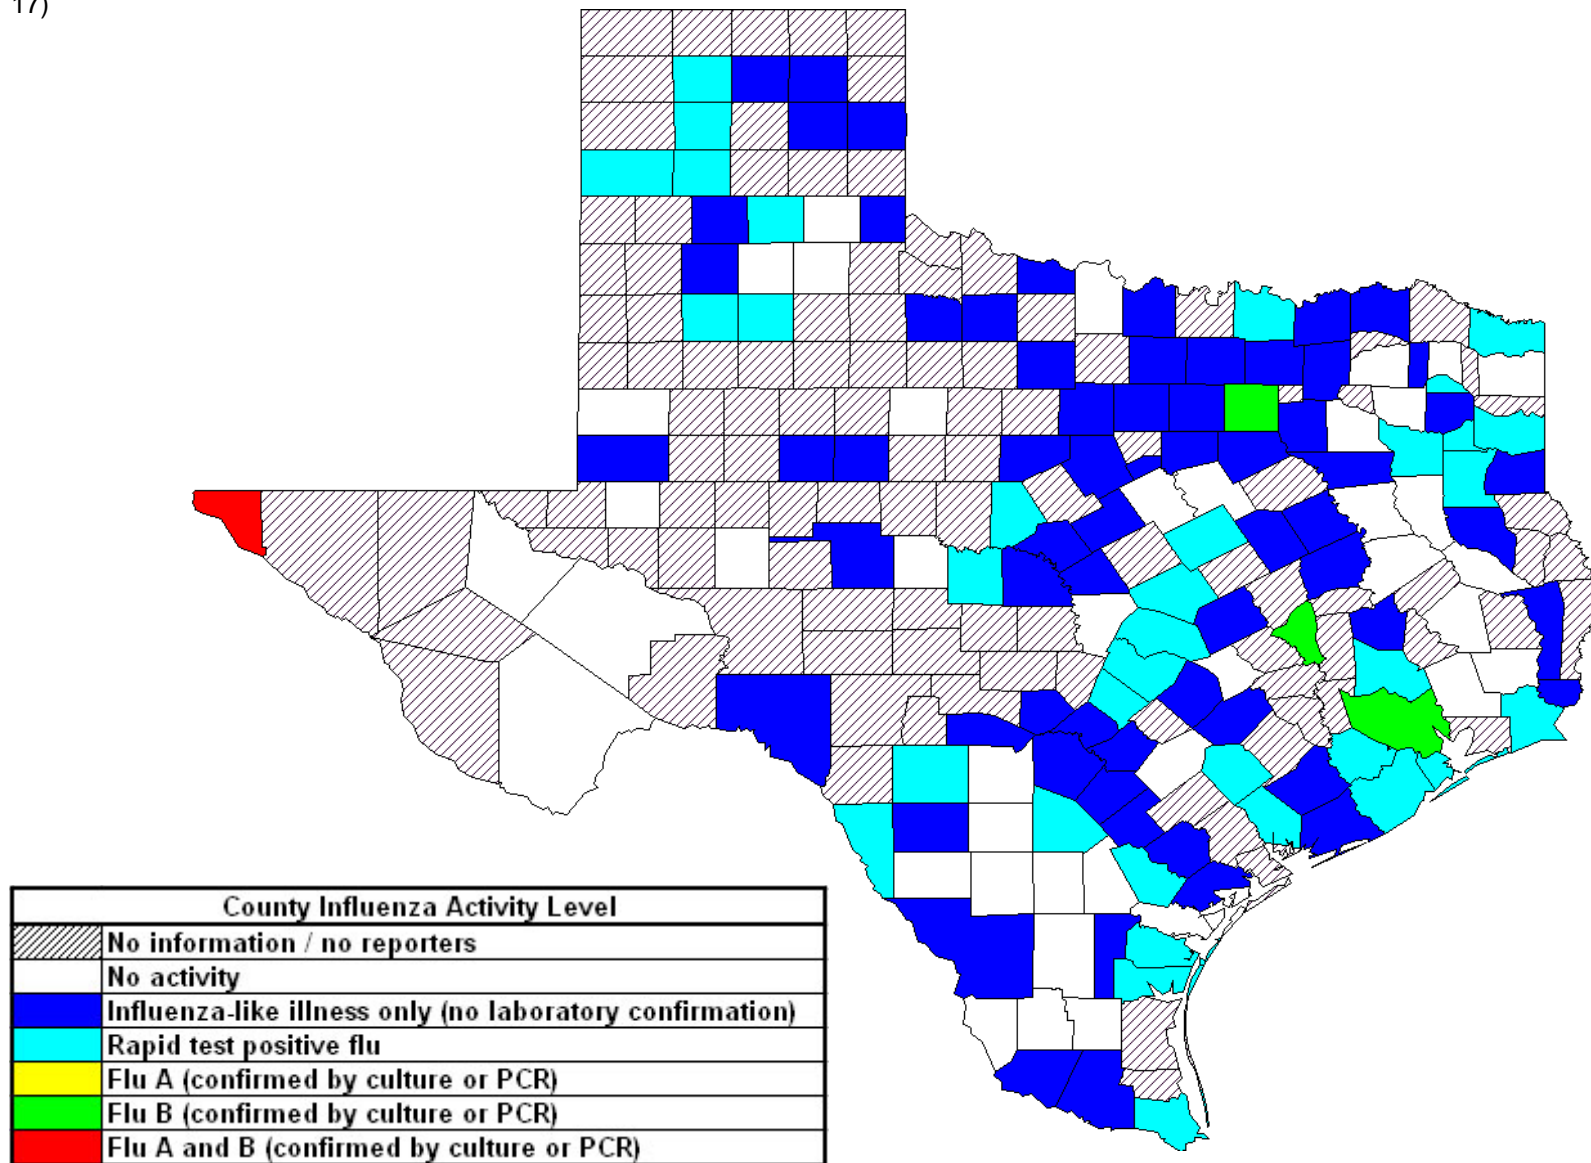 17)
County Influenza Activity Level
No information / no reporters
No activity
Influenza-like illness only (no laboratory confirmation)
Rapid test positive flu
Flu A (confirmed by culture or PCR)
Flu B (confirmed by culture or PCR)
Flu A and B (confirmed by culture or PCR)